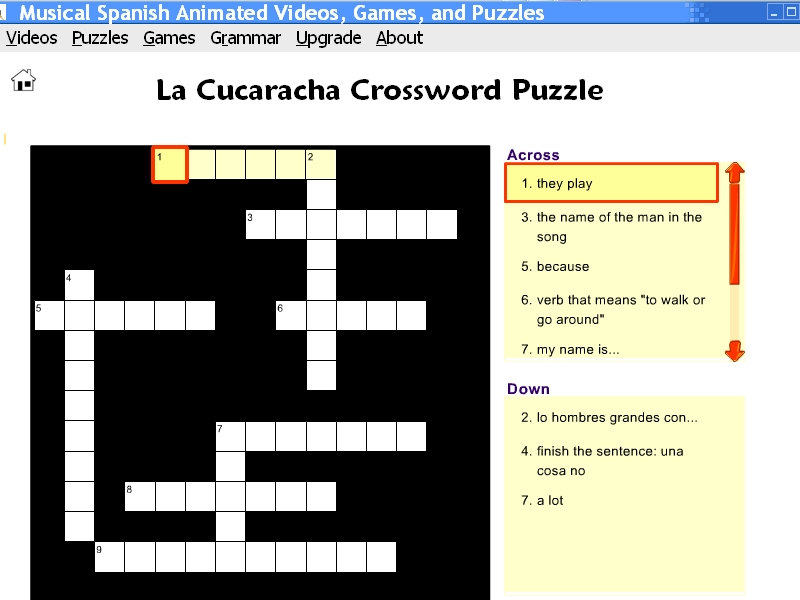 Musical Spanish Animated Videos, Games, and Puzzles
Videos Puzzles Games Grammar Upgrade About
La Cucaracha Crossword Puzzle
1
2
3
4
5
6
7
8
9
Across
1. they play
3. the name of the man in the
song
5. because
6. verb that means "to walk or
go around"
7. my name is...
Down
2. lo hombres grandes con...
4. finish the sentence: una
cosa no
7. a lot